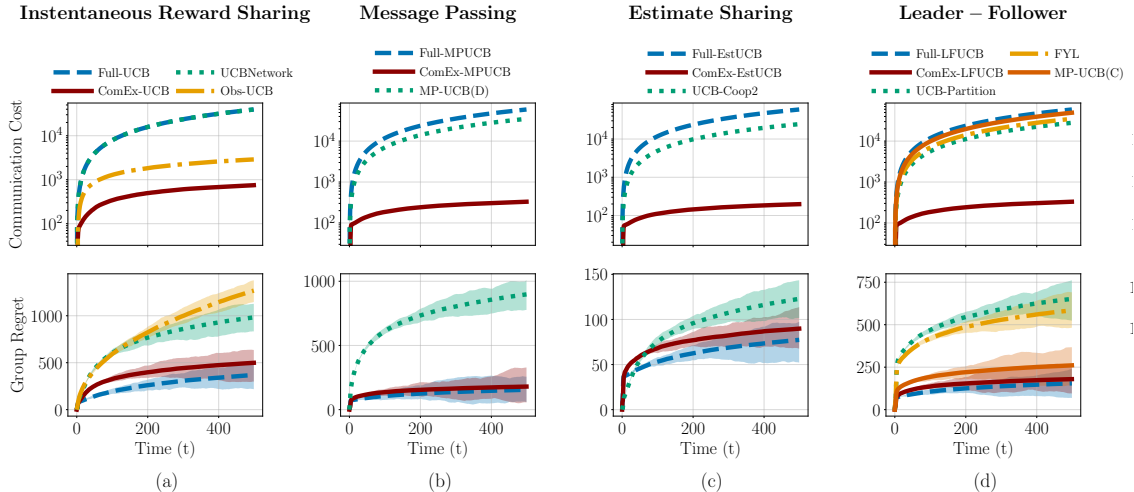 Instentaneous Reward Sharing
Full-UCB
UCBNetwork
ComEx-UCB
Obs-UCB
Communication Cost
10^4
10^3
10^2
Group Regret
1000
500
0
0
200
400
Time (t)
(a)
Message Passing
Full-MPUCB
ComEx-MPUCB
MP-UCB(D)
10^4
10^3
10^2
1000
500
0
0
200
400
Time (t)
(b)
Estimate Sharing
Full-EstUCB
ComEx-EstUCB
UCB-Coop2
10^4
10^3
10^2
150
100
50
0
0
200
400
Time (t)
(c)
Leader – Follower
Full-LFUCB
FYL
ComEx-LFUCB
MP-UCB(C)
UCB-Partition
10^4
10^3
10^2
750
500
250
0
0
200
400
Time (t)
(d)